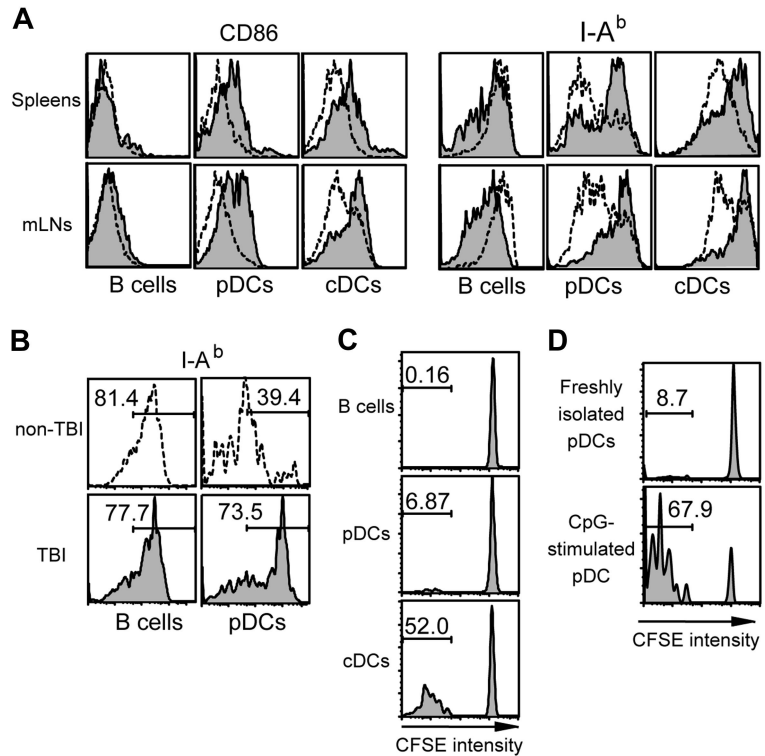 A
CD86
I-Aᵇ
Spleens
mLNs
B cells
pDCs
cDCs
B cells
pDCs
cDCs
B
I-Aᵇ
non-TBI
81.4
39.4
TBI
77.7
73.5
B cells
pDCs
C
B cells
0.16
pDCs
6.87
cDCs
52.0
CFSE intensity
D
Freshly
isolated
pDCs
8.7
CpG-
stimulated
pDC
67.9
CFSE intensity